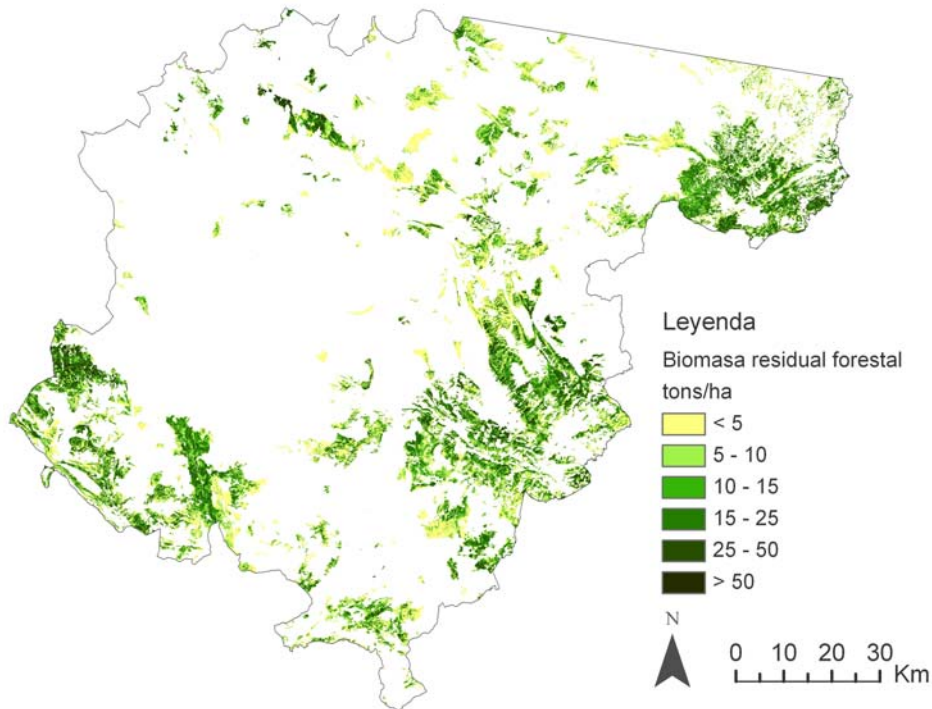 Leyenda
Biomasa residual forestal
tons/ha
< 5
5 - 10
10 - 15
15 - 25
25 - 50
> 50
N
0 10 20 30
Km